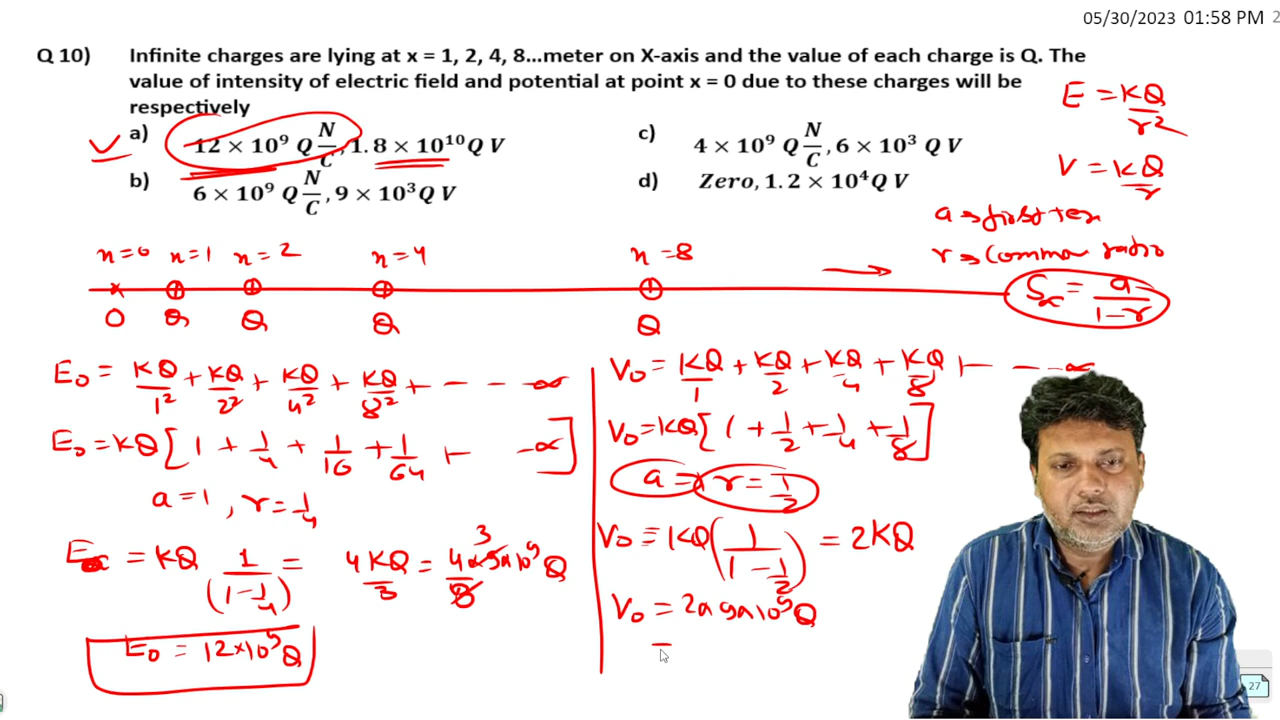 05/30/2023 01:58 PM 2
Q 10) Infinite charges are lying at x = 1, 2, 4, 8...meter on X-axis and the value of each charge is Q. The
value of intensity of electric field and potential at point x = 0 due to these charges will be
respectively
a) 12 × 10⁹ Q N/C, 1.8 × 10¹⁰ Q V
c) 4 × 10⁹ Q N/C, 6 × 10³ Q V
b) 6 × 10⁹ Q N/C, 9 × 10³ Q V
d) Zero, 1.2 × 10⁴ Q V
E = KQ/r²
V = KQ/r
a → first
r → Common ratio
S∝ = a/1-r
x=0 x=1 x=2 x=4 x=8
O Q Q Q Q
E₀ = KQ/1² + KQ/2² + KQ/4² + KQ/8² + - - - ∝
E₀ = KQ [ 1 + 1/4 + 1/16 + 1/64 + - ∝ ]
a = 1, r = 1/4
= KQ 1/(1-1/4) = 4KQ/3 = 4×9×10⁹ Q/3
3
E₀ = 12×10⁹ Q
V₀ = KQ/1 + KQ/2 + KQ/4 + KQ/8 + - - - ∝
V₀ = KQ [ 1 + 1/2 + 1/4 + 1/8 ]
a = 1 r = 1/2
V₀ = KQ ( 1/(1-1/2) ) = 2KQ
V₀ = 2×9×10⁹ Q
=
27